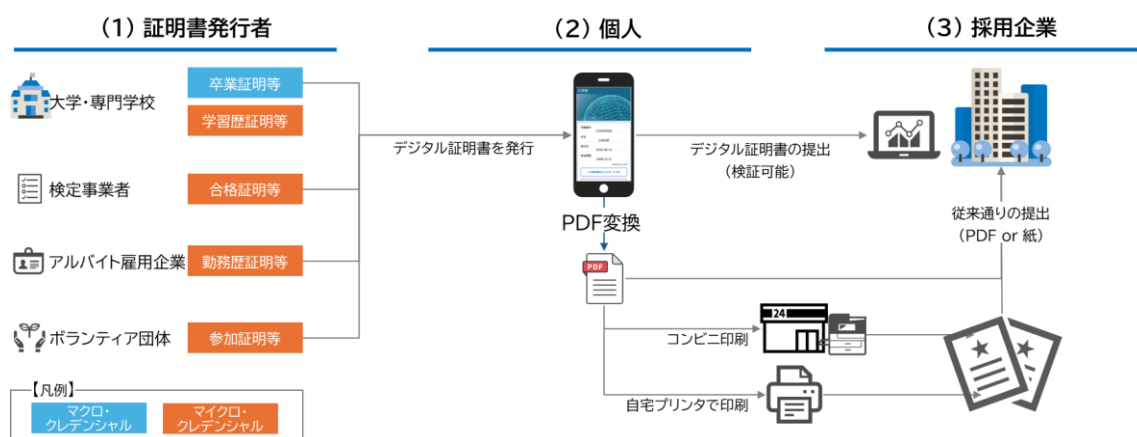 (1) 証明書発行者
(2) 個人
(3) 採用企業
大学・専門学校
卒業証明等
学習歴証明等
検定事業者
合格証明等
アルバイト雇用企業
勤務歴証明等
ボランティア団体
参加証明等
【凡例】
マクロ・
クレデンシャル
マイクロ・
クレデンシャル
デジタル証明書を発行
PDF変換
PDF
デジタル証明書の提出
(検証可能)
従来通りの提出
(PDF or 紙)
24
コンビニ印刷
自宅プリンタで印刷